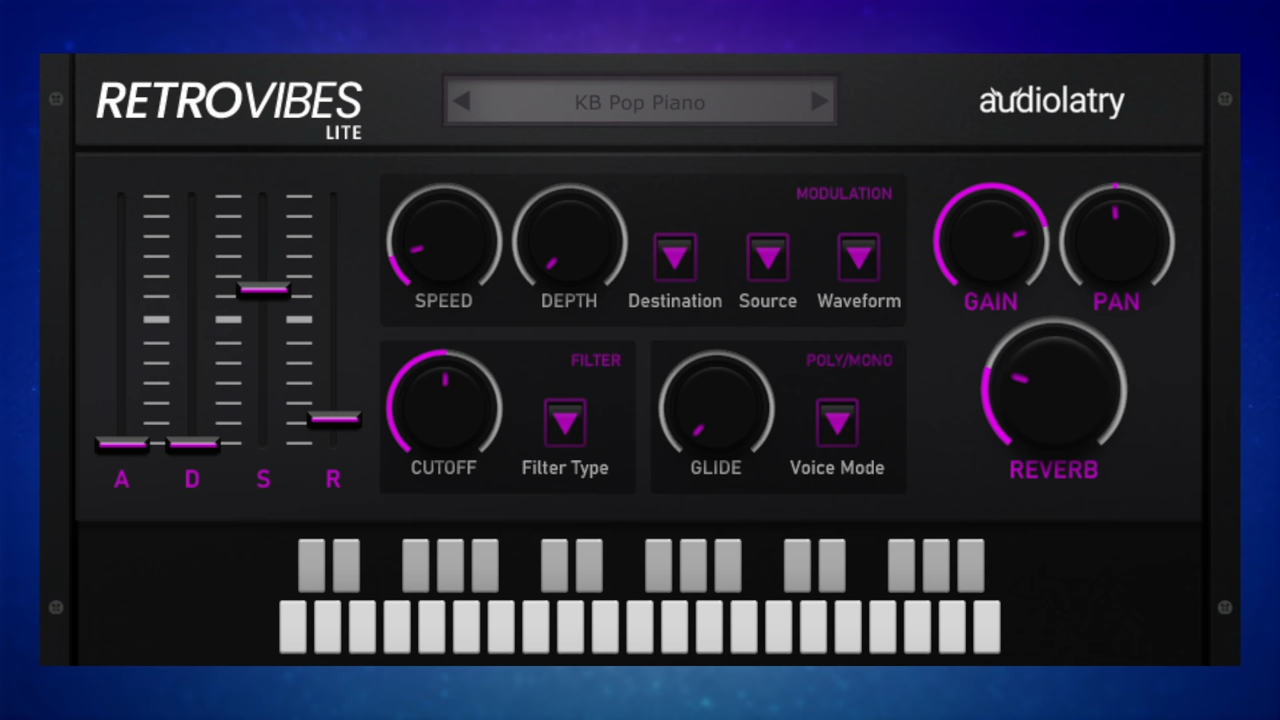 RETROVIBES
LITE
KB Pop Piano
audiolatry
MODULATION
SPEED
DEPTH
Destination
Source
Waveform
GAIN
PAN
FILTER
CUTOFF
Filter Type
POLY/MONO
GLIDE
Voice Mode
REVERB
A D S R